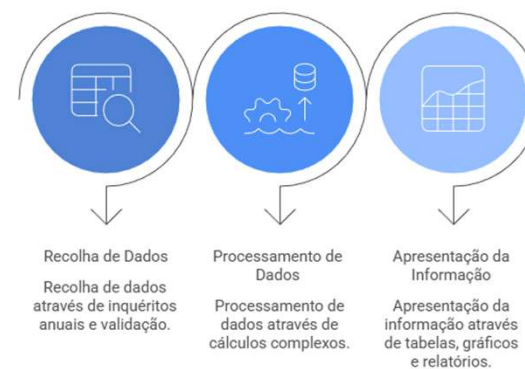 Recolha de Dados
Recolha de dados
através de inquéritos
anuais e validação.
Processamento de
Dados
Processamento de
dados através de
cálculos complexos.
Apresentação da
Informação
Apresentação da
informação através
de tabelas, gráficos
e relatórios.